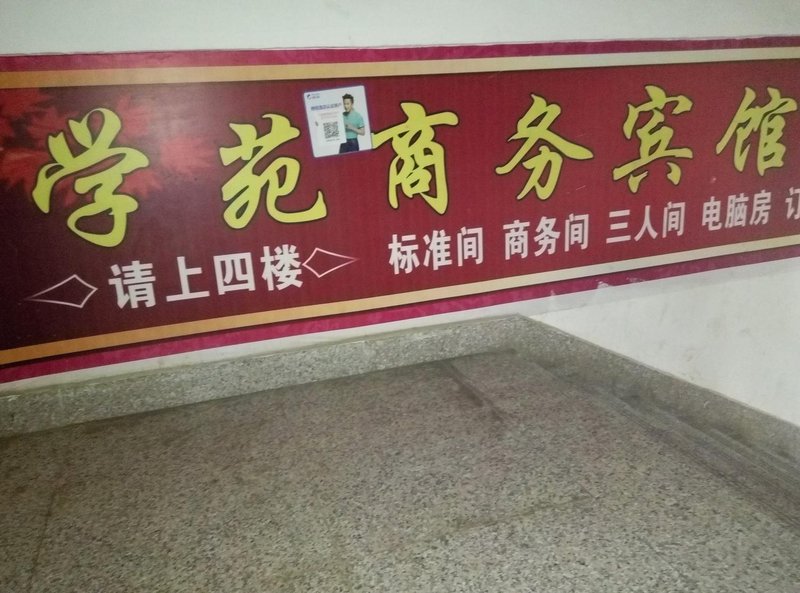 学苑商务宾馆
请上四楼
标准间 商务间 三人间 电脑房 订